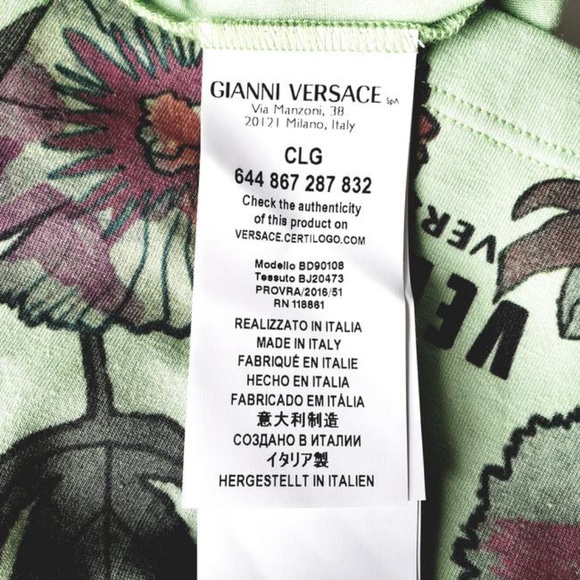 GIANNI VERSACE SpA
Via Manzoni, 38
20121 Milano, Italy
CLG
644 867 287 832
Check the authenticity
of this product on
VERSACE.CERTILOGO.COM
Modello BD90108
Tessuto BJ20473
PROVRA/2016/51
RN 118861
REALIZZATO IN ITALIA
MADE IN ITALY
FABRIQUÉ EN ITALIE
HECHO EN ITALIA
FABRICADO EM ITÁLIA
意大利制造
СОЗДАНО В ИТАЛИИ
イタリア製
HERGESTELLT IN ITALIEN
VE
VER